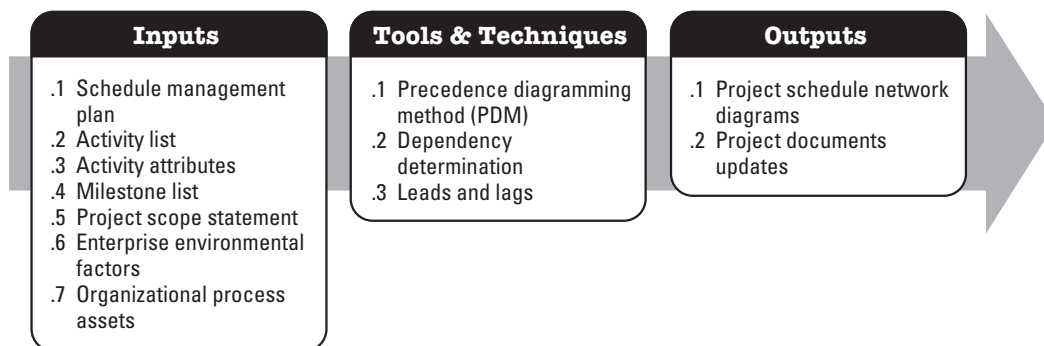 Inputs
.1 Schedule management
plan
.2 Activity list
.3 Activity attributes
.4 Milestone list
.5 Project scope statement
.6 Enterprise environmental
factors
.7 Organizational process
assets
Tools & Techniques
.1 Precedence diagramming
method (PDM)
.2 Dependency
determination
.3 Leads and lags
Outputs
.1 Project schedule network
diagrams
.2 Project documents
updates